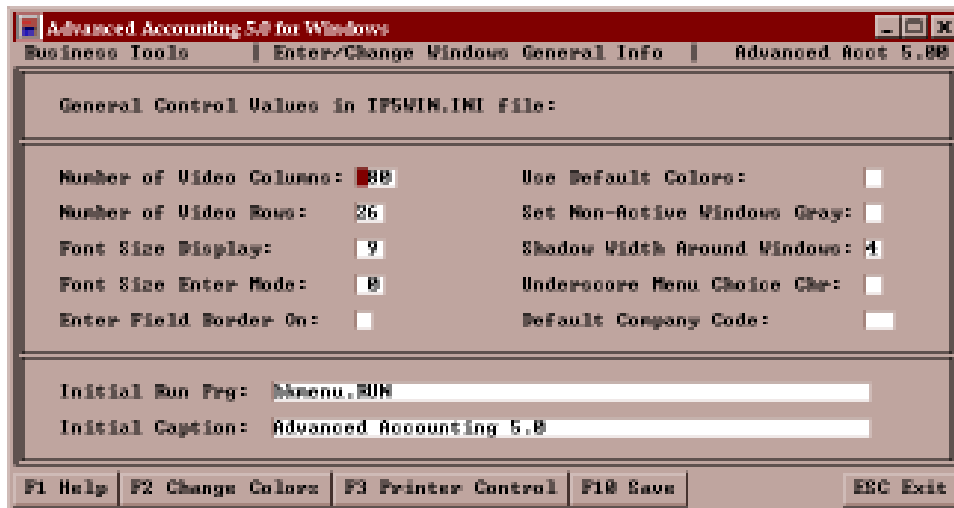 Advanced Accounting 5.0 for Windows
Business Tools | Enter/Change Windows General Info | Advanced Acct 5.00
General Control Values in TP5WIN.INI file:
Number of Video Columns: 80 Use Default Colors:
Number of Video Rows: 26 Set Non-Active Windows Gray:
Font Size Display: 9 Shadow Width Around Windows: 4
Font Size Enter Mode: 0 Underscore Menu Choice Chr:
Enter Field Border On: Default Company Code:
Initial Run Prg: bkmenu.RUN
Initial Caption: Advanced Accounting 5.0
F1 Help F2 Change Colors F3 Printer Control F10 Save ESC Exit